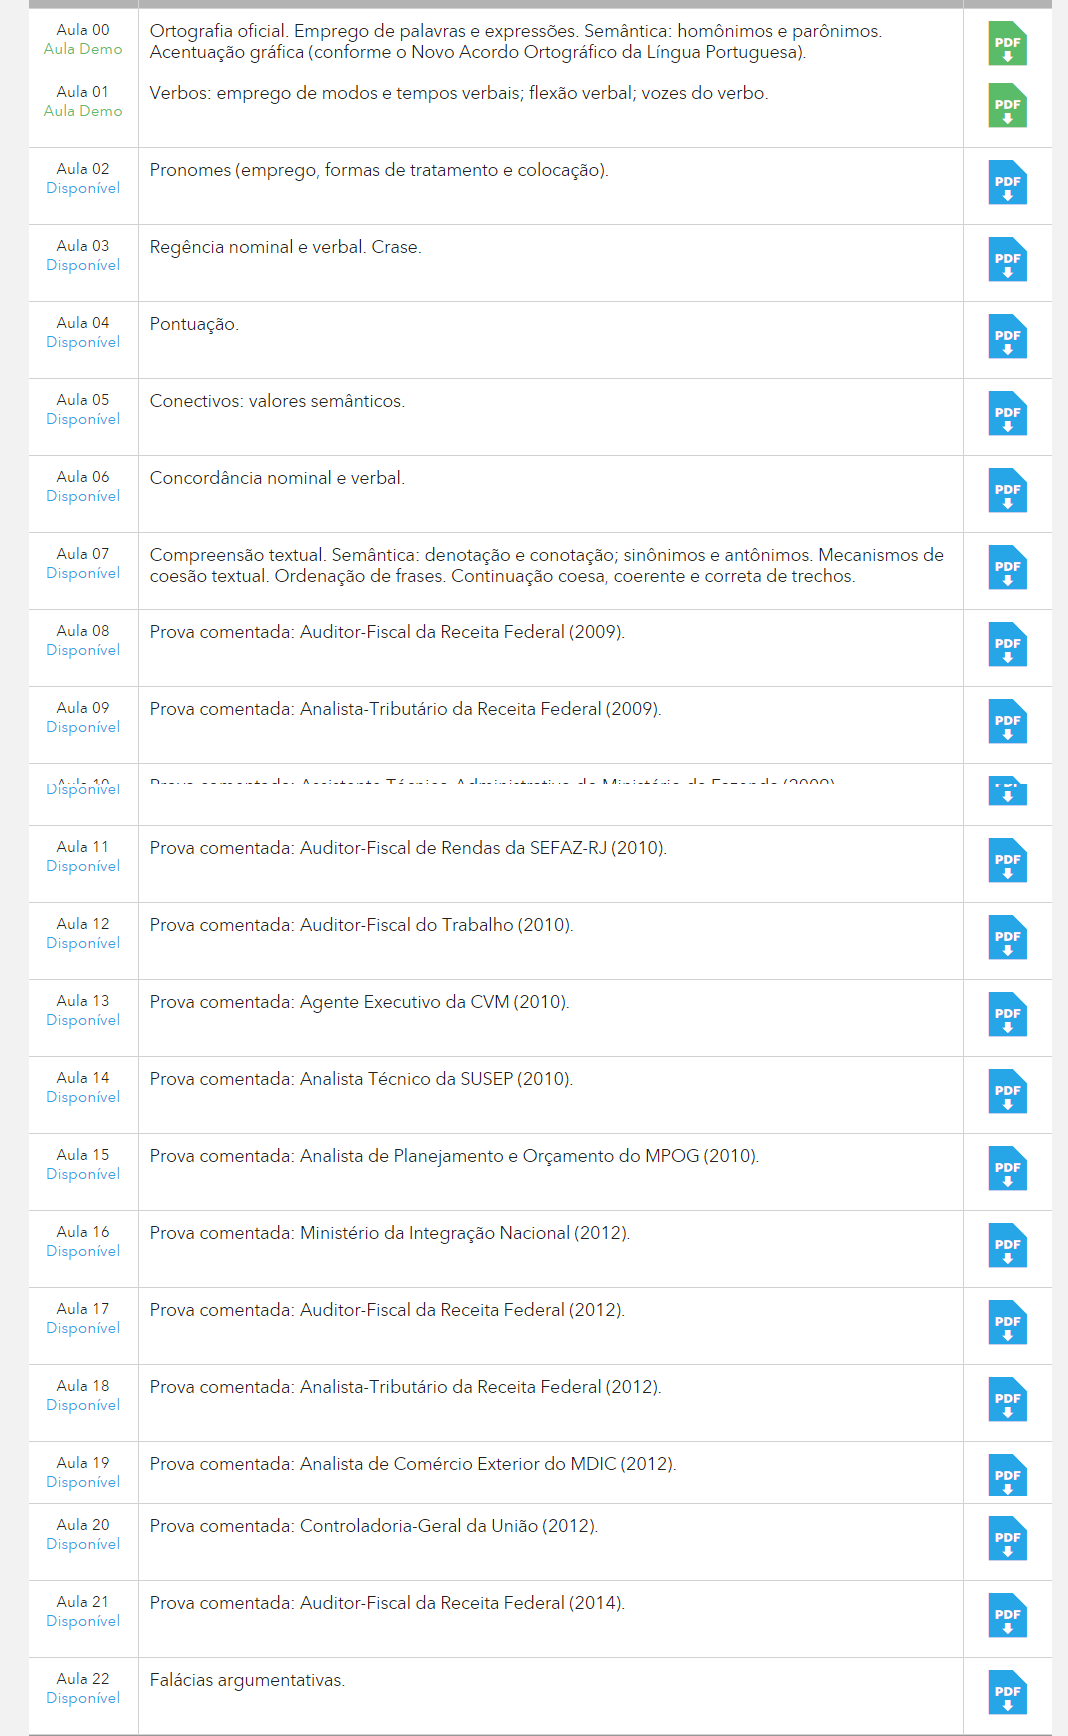 Aula 00
Aula Demo
Ortografia oficial. Emprego de palavras e expressões. Semântica: homônimos e parônimos.
Acentuação gráfica (conforme o Novo Acordo Ortográfico da Língua Portuguesa).
PDF
Aula 01
Aula Demo
Verbos: emprego de modos e tempos verbais; flexão verbal; vozes do verbo.
PDF
Aula 02
Disponível
Pronomes (emprego, formas de tratamento e colocação).
PDF
Aula 03
Disponível
Regência nominal e verbal. Crase.
PDF
Aula 04
Disponível
Pontuação.
PDF
Aula 05
Disponível
Conectivos: valores semânticos.
PDF
Aula 06
Disponível
Concordância nominal e verbal.
PDF
Aula 07
Disponível
Compreensão textual. Semântica: denotação e conotação; sinônimos e antônimos. Mecanismos de
coesão textual. Ordenação de frases. Continuação coesa, coerente e correta de trechos.
PDF
Aula 08
Disponível
Prova comentada: Auditor-Fiscal da Receita Federal (2009).
PDF
Aula 09
Disponível
Prova comentada: Analista-Tributário da Receita Federal (2009).
PDF
Aula 10
Disponível
Prova comentada: Assistente Técnico-Administrativo do Ministério da Fazenda (2009)
PDF
Aula 11
Disponível
Prova comentada: Auditor-Fiscal de Rendas da SEFAZ-RJ (2010).
PDF
Aula 12
Disponível
Prova comentada: Auditor-Fiscal do Trabalho (2010).
PDF
Aula 13
Disponível
Prova comentada: Agente Executivo da CVM (2010).
PDF
Aula 14
Disponível
Prova comentada: Analista Técnico da SUSEP (2010).
PDF
Aula 15
Disponível
Prova comentada: Analista de Planejamento e Orçamento do MPOG (2010).
PDF
Aula 16
Disponível
Prova comentada: Ministério da Integração Nacional (2012).
PDF
Aula 17
Disponível
Prova comentada: Auditor-Fiscal da Receita Federal (2012).
PDF
Aula 18
Disponível
Prova comentada: Analista-Tributário da Receita Federal (2012).
PDF
Aula 19
Disponível
Prova comentada: Analista de Comércio Exterior do MDIC (2012).
PDF
Aula 20
Disponível
Prova comentada: Controladoria-Geral da União (2012).
PDF
Aula 21
Disponível
Prova comentada: Auditor-Fiscal da Receita Federal (2014).
PDF
Aula 22
Disponível
Falácias argumentativas.
PDF